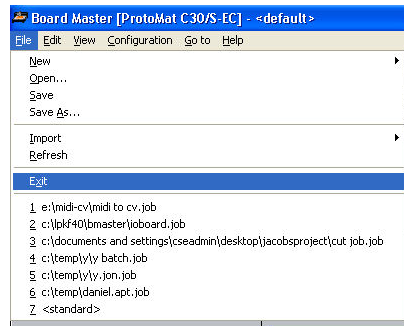 Board Master [ProtoMat C30/S-EC] - <default>
File Edit View Configuration Go to Help
New
Open...
Save
Save As...
Import
Refresh
Exit
1 e:\midi-cv\midi to cv.job
2 c:\lpkf40\bmaster\ioboard.job
3 c:\documents and settings\cseadmin\desktop\jacobsproject\cut job.job
4 c:\temp\y\y batch.job
5 c:\temp\y\y.jon.job
6 c:\temp\daniel.apt.job
7 <standard>